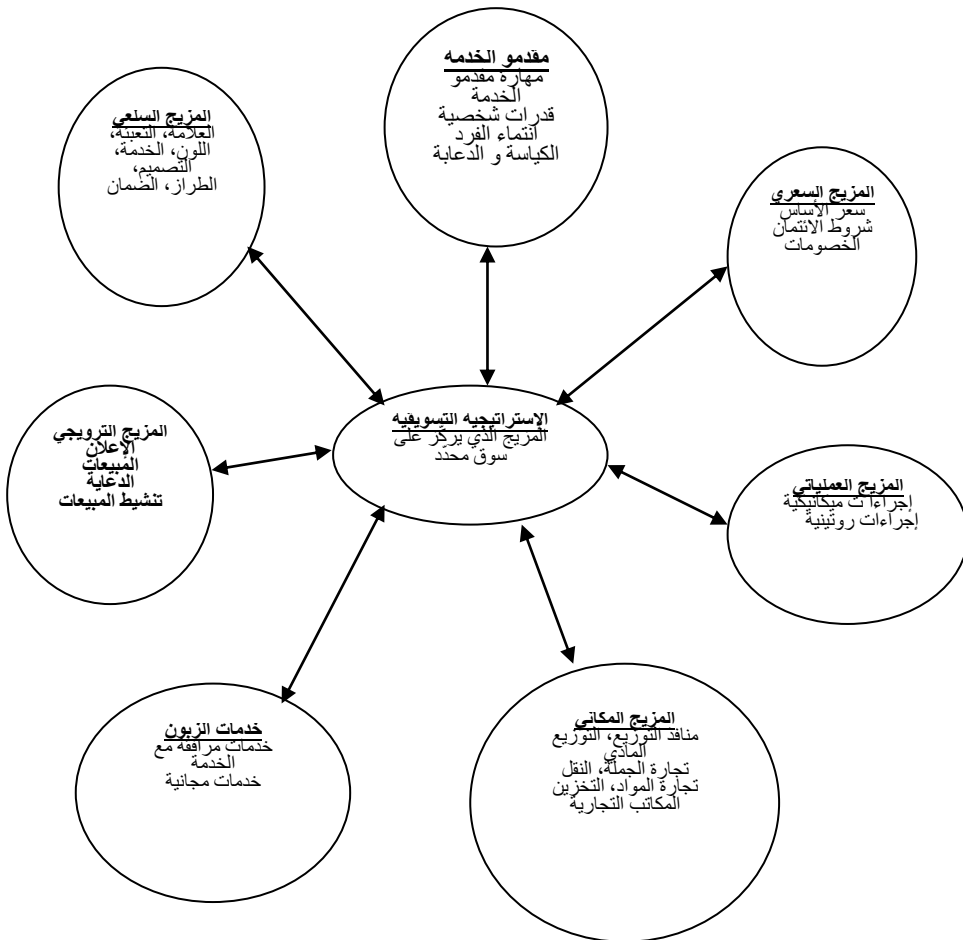 مقدمو الخدمه
مهارة مقدمو
الخدمة
قدرات شخصية
انتماء الفرد
الكياسة و الدعابة
المزيج السلعي
العلامة، التعبئة،
اللون، الخدمة،
التصميم،
الطراز، الضمان
المزيج السعري
سعر الأساس
شروط الائتمان
الخصومات
الإستراتيجيه التسويقيه
المزيج الذي يركّز على
سوق محدّد
المزيج الترويجي
الإعلان
المبيعات
الدعاية
تنشيط المبيعات
المزيج العملياتي
إجراءا ت ميكانيكية
إجراءات روتينية
المزيج المكاني
منافذ التوزيع، التوزيع
المادي
تجارة الجملة، النقل
تجارة المواد، التخزين
المكاتب التجارية
خدمات الزبون
خدمات مرافقة مع
الخدمة
خدمات مجانية